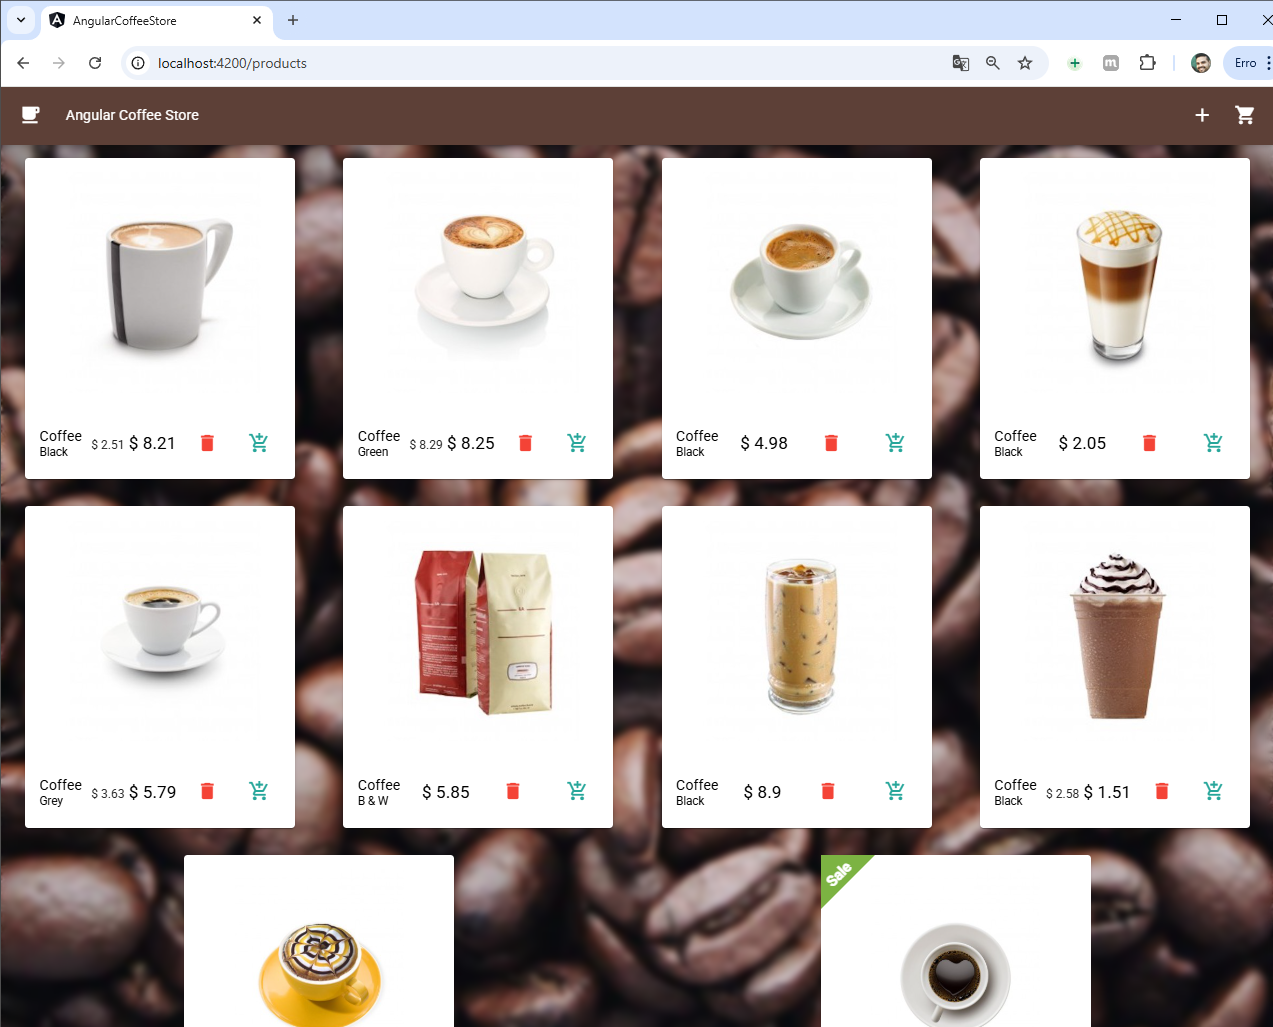 AngularCoffeeStore
localhost:4200/products
Erro
Angular Coffee Store
Coffee
Black
$ 2.51 $ 8.21
Coffee
Green
$ 8.29 $ 8.25
Coffee
Black
$ 4.98
Coffee
Black
$ 2.05
Coffee
Grey
$ 3.63 $ 5.79
Coffee
B & W
$ 5.85
Coffee
Black
$ 8.9
Coffee
Black
$ 2.58 $ 1.51
Sale